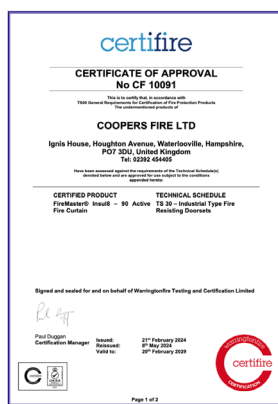 certifire
CERTIFICATE OF APPROVAL
No CF 10091
This is to certify that, in accordance with
TS00 General Requirements for Certification of Fire Protection Products
The undermentioned products of
COOPERS FIRE LTD
Ignis House, Houghton Avenue, Waterlooville, Hampshire,
PO7 3DU, United Kingdom
Tel: 02392 454405
Have been assessed against the requirements of the Technical Schedule(s)
denoted below and are approved for use subject to the conditions
appended hereto:
CERTIFIED PRODUCT TECHNICAL SCHEDULE
FireMaster® Insul8 – 90 Active TS 30 – Industrial Type Fire
Fire Curtain Resisting Doorsets
Signed and sealed for and on behalf of Warringtonfire Testing and Certification Limited
Paul Duggan
Certification Manager
Issued: 21st February 2024
Reissued: 8th May 2024
Valid to: 20th February 2029
warringtonfire
certifire
CERTIFICATION
Page 1 of 2